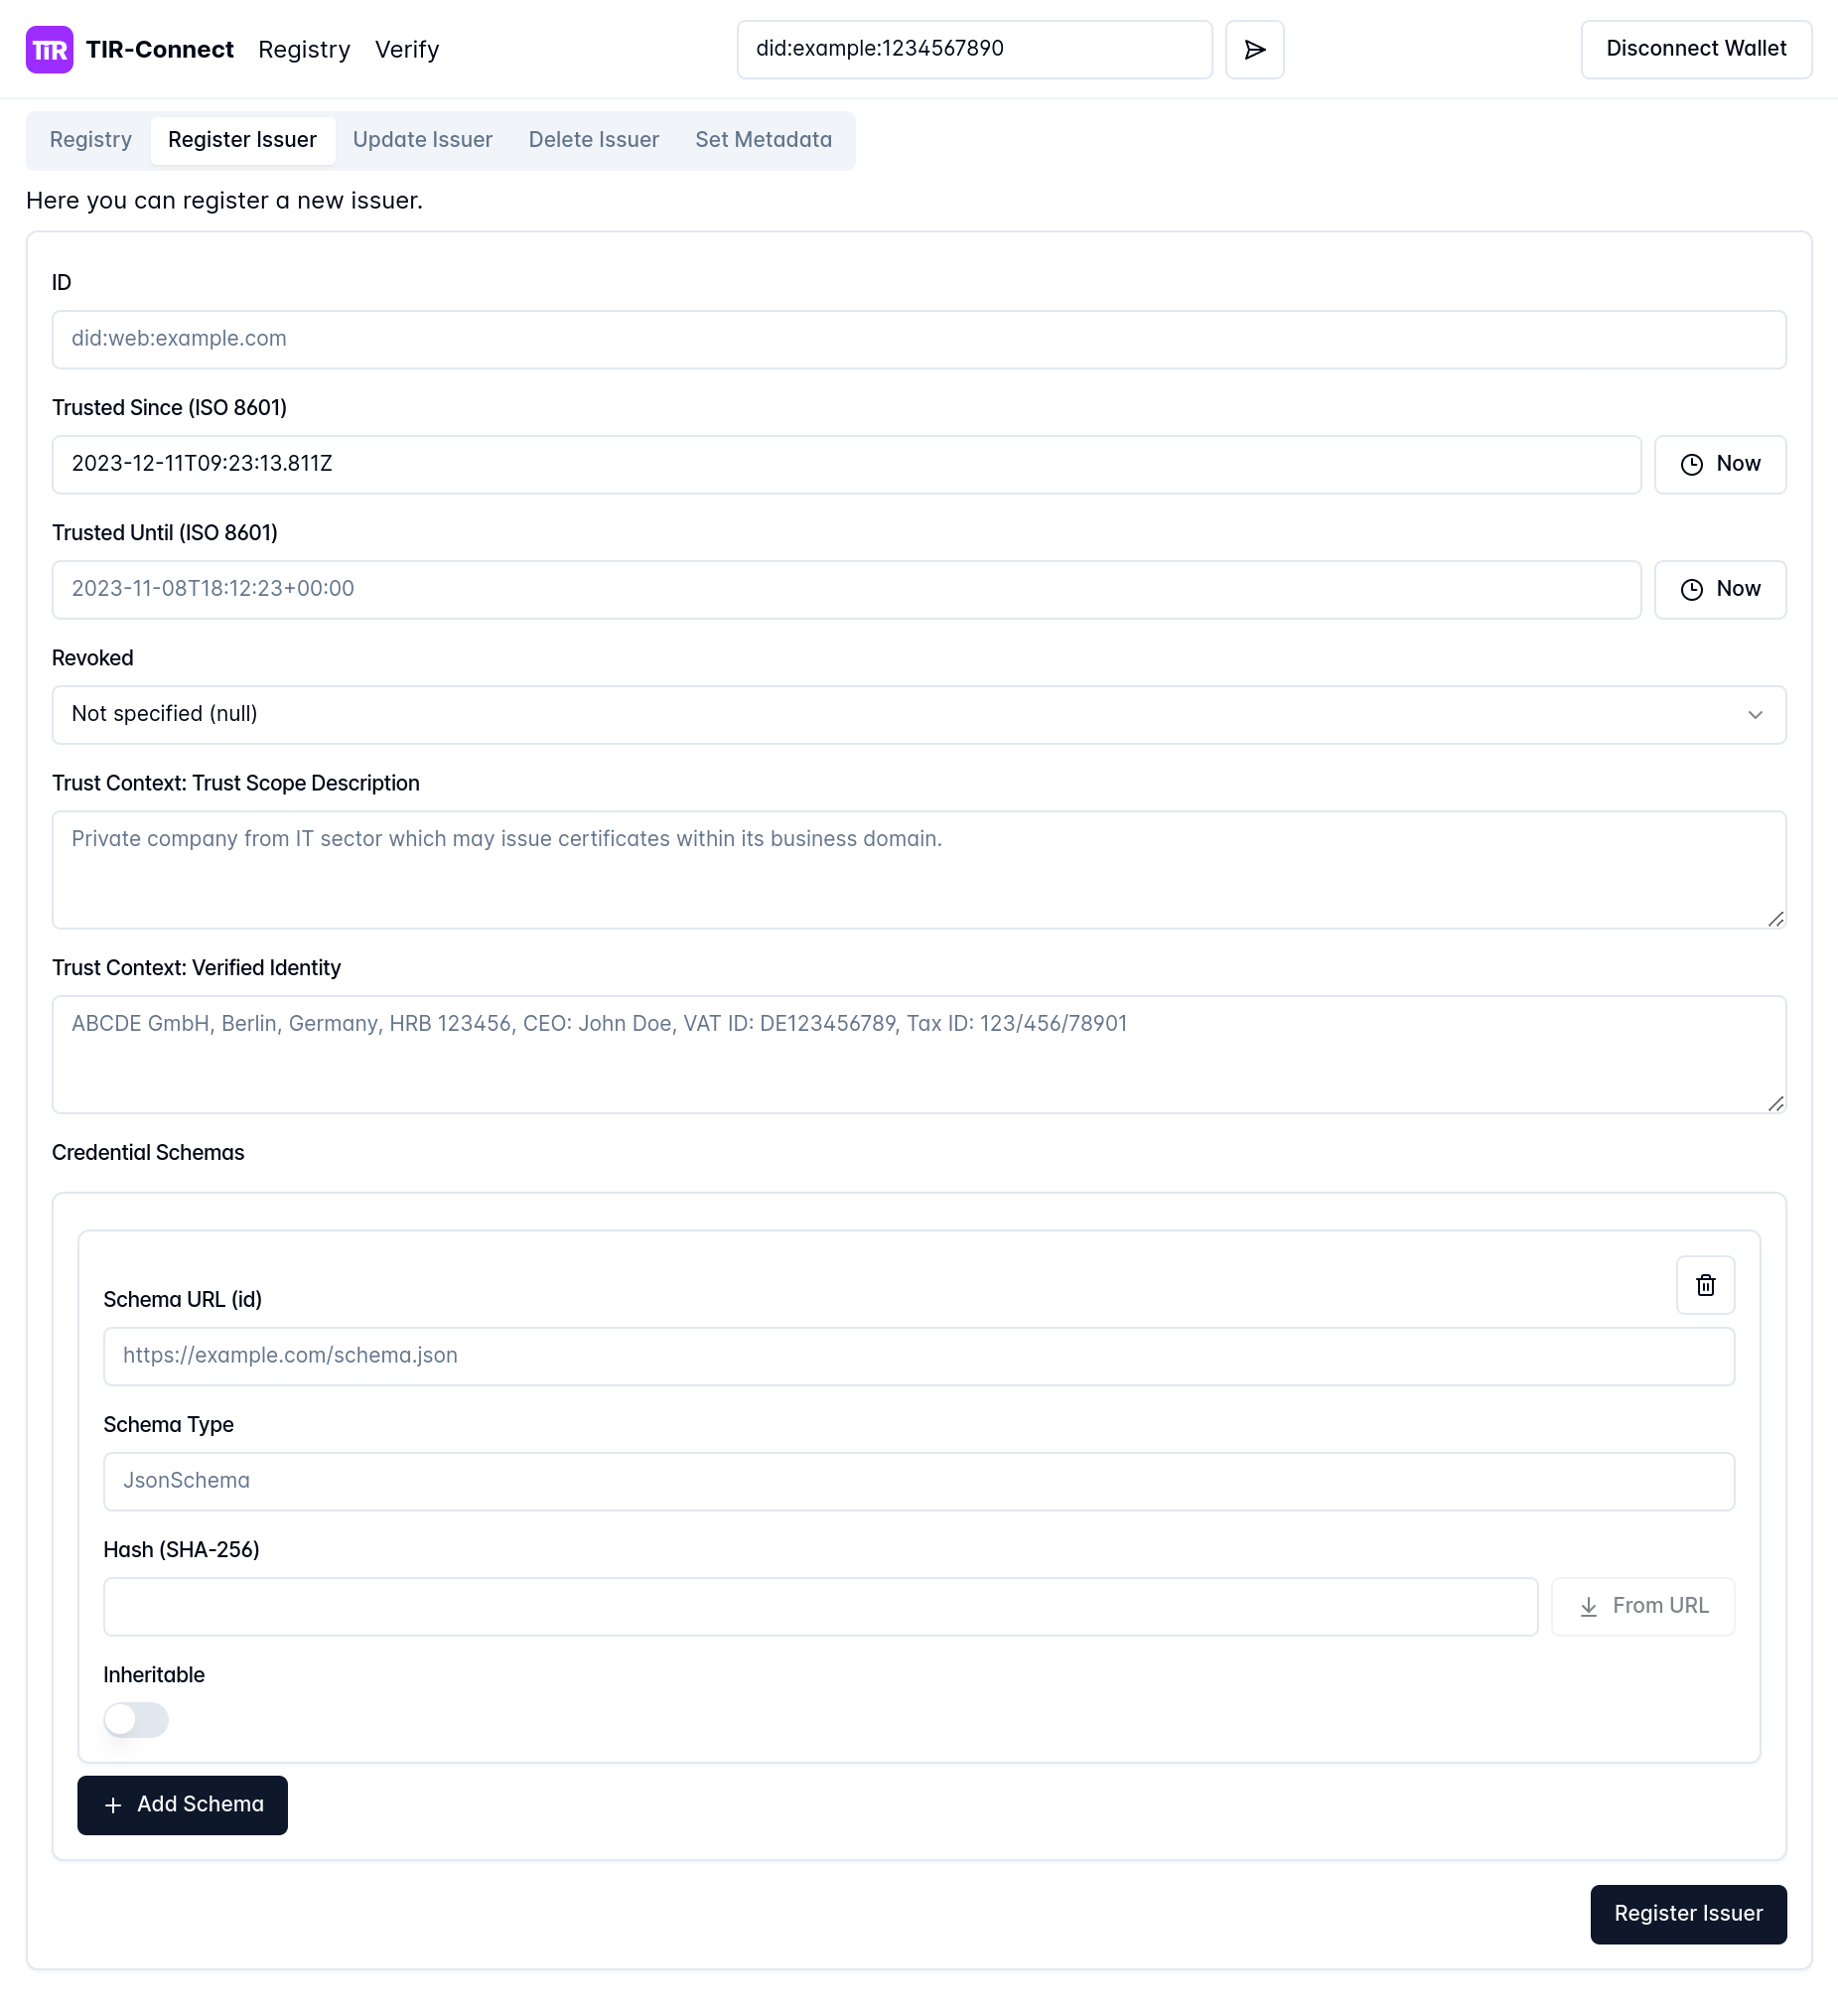 TIR TIR-Connect Registry Verify did:example:1234567890 Disconnect Wallet
Registry Register Issuer Update Issuer Delete Issuer Set Metadata
Here you can register a new issuer.
ID
did:web:example.com
Trusted Since (ISO 8601)
2023-12-11T09:23:13.811Z Now
Trusted Until (ISO 8601)
2023-11-08T18:12:23+00:00 Now
Revoked
Not specified (null)
Trust Context: Trust Scope Description
Private company from IT sector which may issue certificates within its business domain.
Trust Context: Verified Identity
ABCDE GmbH, Berlin, Germany, HRB 123456, CEO: John Doe, VAT ID: DE123456789, Tax ID: 123/456/78901
Credential Schemas
Schema URL (id)
https://example.com/schema.json
Schema Type
JsonSchema
Hash (SHA-256)
From URL
Inheritable
Add Schema
Register Issuer